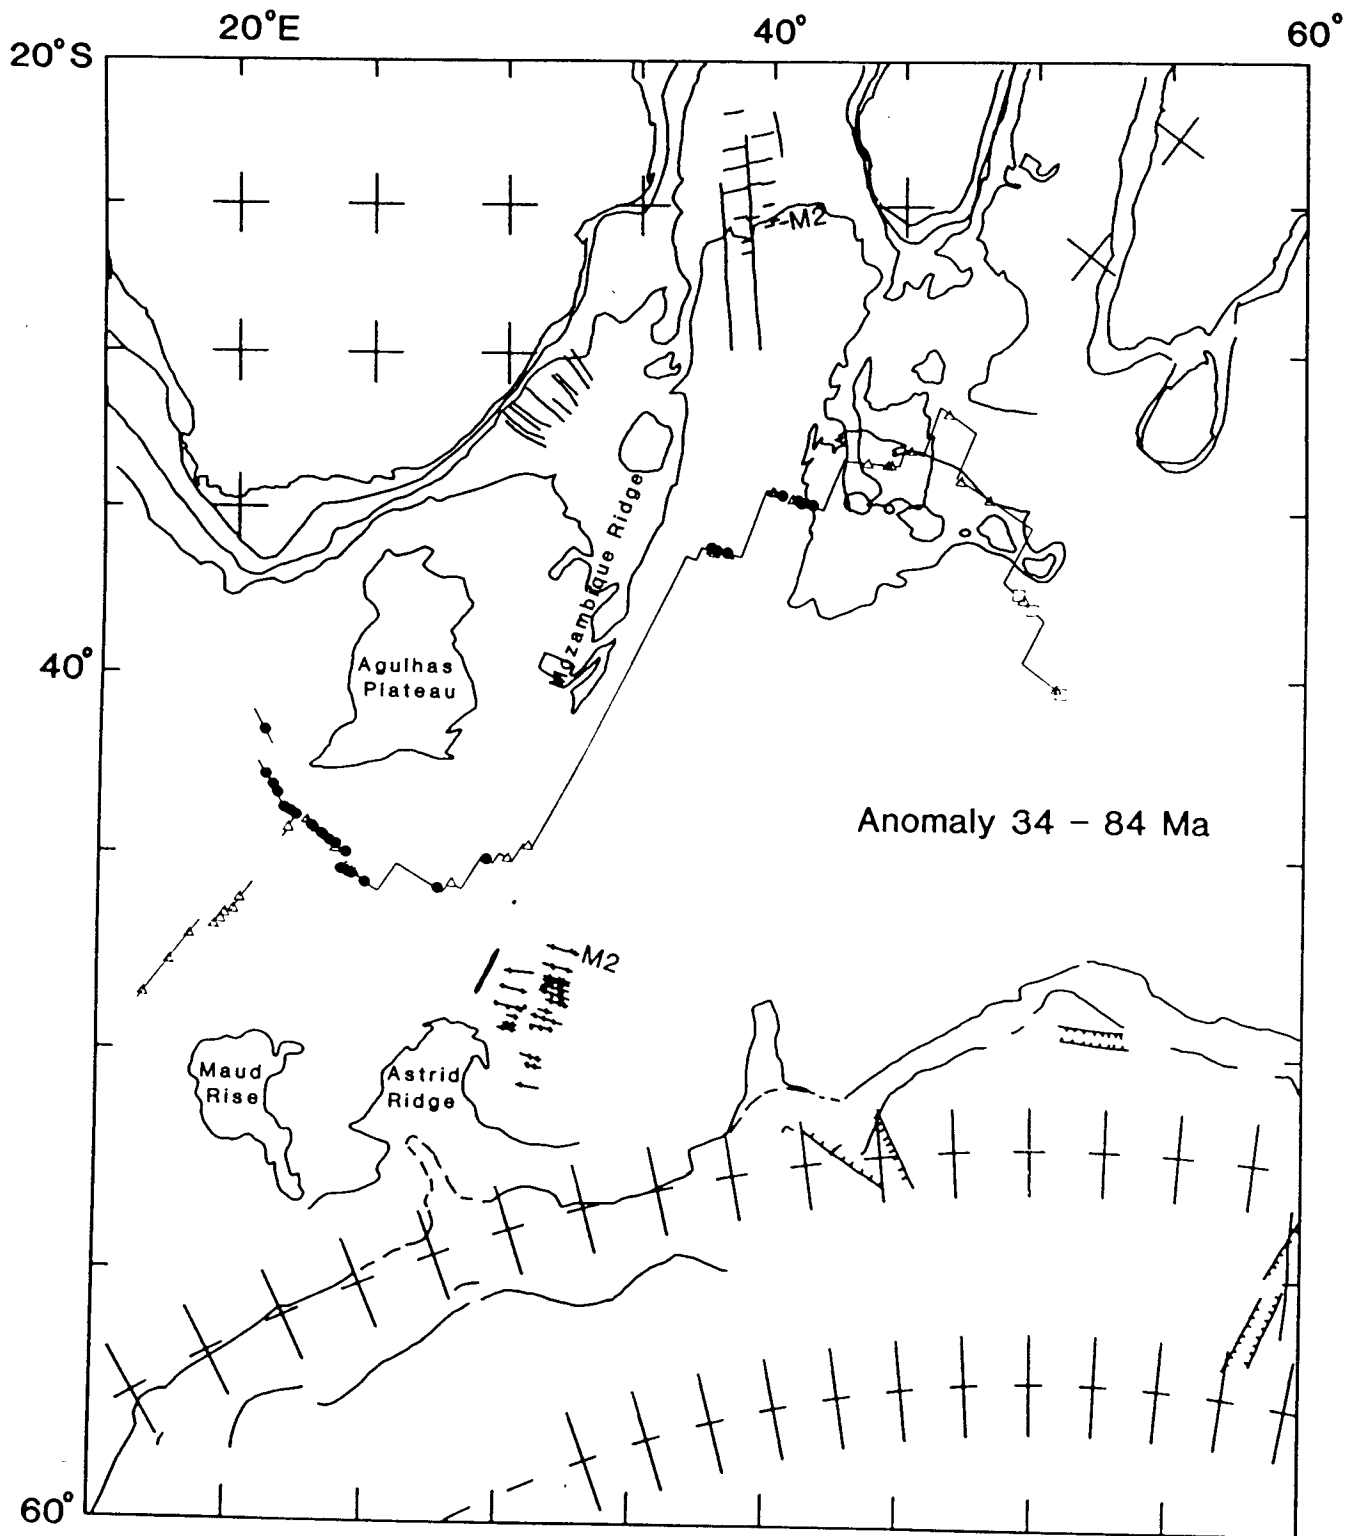 20°E 40° 60°
20°S
M2
Mozambique Ridge
40°
Agulhas
Plateau
Anomaly 34 – 84 Ma
M2
Maud
Rise
Astrid
Ridge
60°